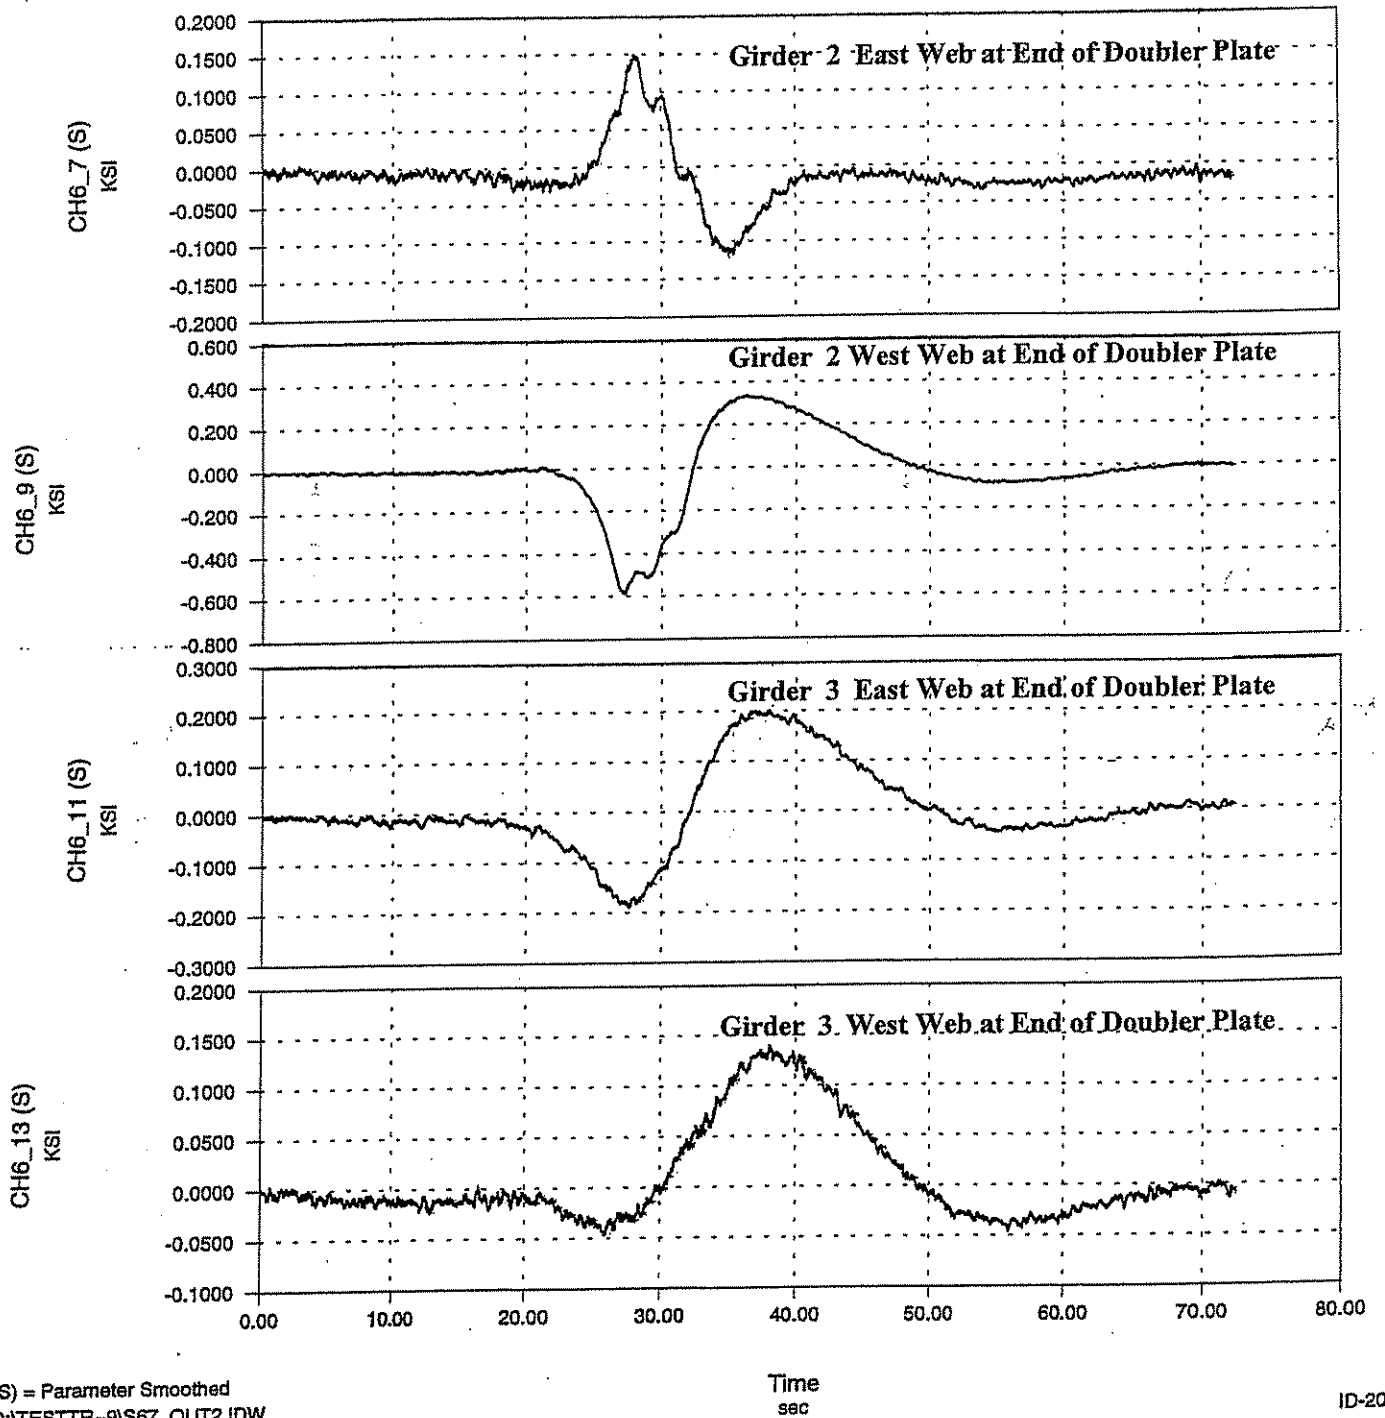 Girder 2 East Web at End of Doubler Plate
CH6_7 (S)
KSI
0.2000
0.1500
0.1000
0.0500
0.0000
-0.0500
-0.1000
-0.1500
-0.2000
Girder 2 West Web at End of Doubler Plate
CH6_9 (S)
KSI
0.600
0.400
0.200
0.000
-0.200
-0.400
-0.600
-0.800
Girder 3 East Web at End of Doubler Plate
CH6_11 (S)
KSI
0.3000
0.2000
0.1000
0.0000
-0.1000
-0.2000
-0.3000
Girder 3 West Web at End of Doubler Plate
CH6_13 (S)
KSI
0.2000
0.1500
0.1000
0.0500
0.0000
-0.0500
-0.1000
0.00 10.00 20.00 30.00 40.00 50.00 60.00 70.00 80.00
Time
sec
S) = Parameter Smoothed
ID-20